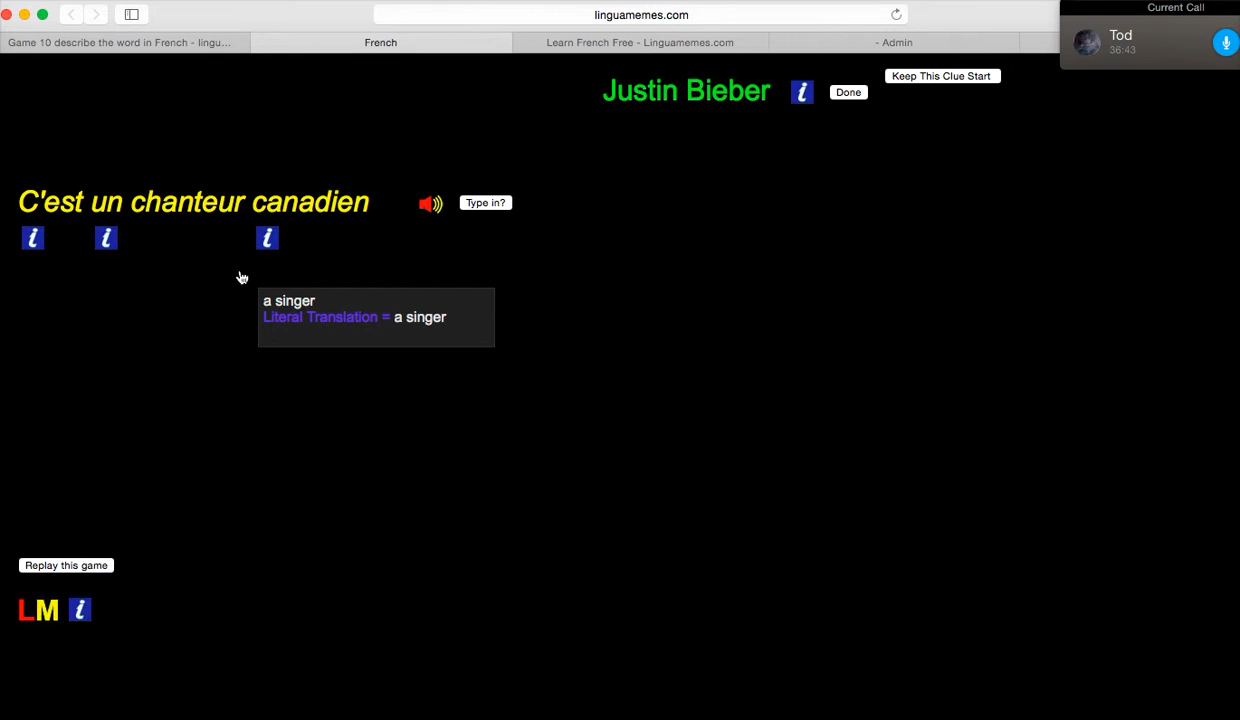 linguamemes.com
Current Call
Tod
36:43
Game 10 describe the word in French - lingu...
French
Learn French Free - Linguamemes.com
- Admin
Justin Bieber
i
Done
Keep This Clue Start
C'est un chanteur canadien
Type in?
i
i
i
a singer
Literal Translation = a singer
Replay this game
LM i